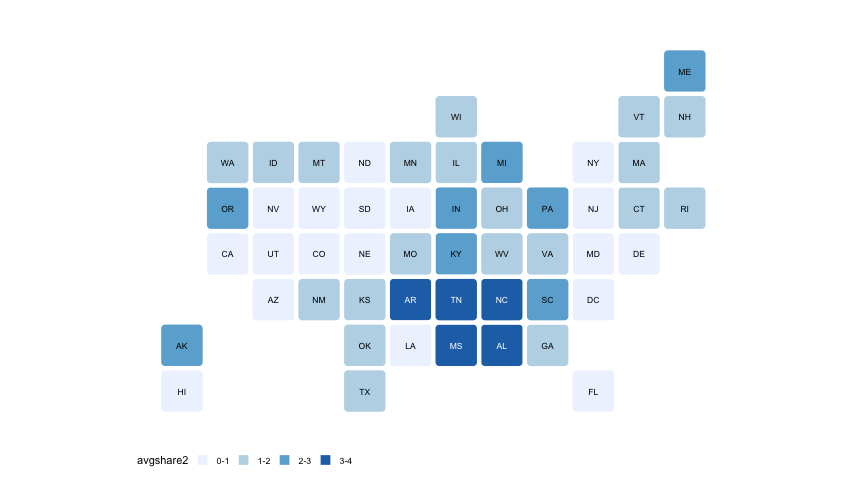 ME
WI VT NH
WA ID MT ND MN IL MI NY MA
OR NV WY SD IA IN OH PA NJ CT RI
CA UT CO NE MO KY WV VA MD DE
AZ NM KS AR TN NC SC DC
AK OK LA MS AL GA
HI TX FL
avgshare2 0-1 1-2 2-3 3-4